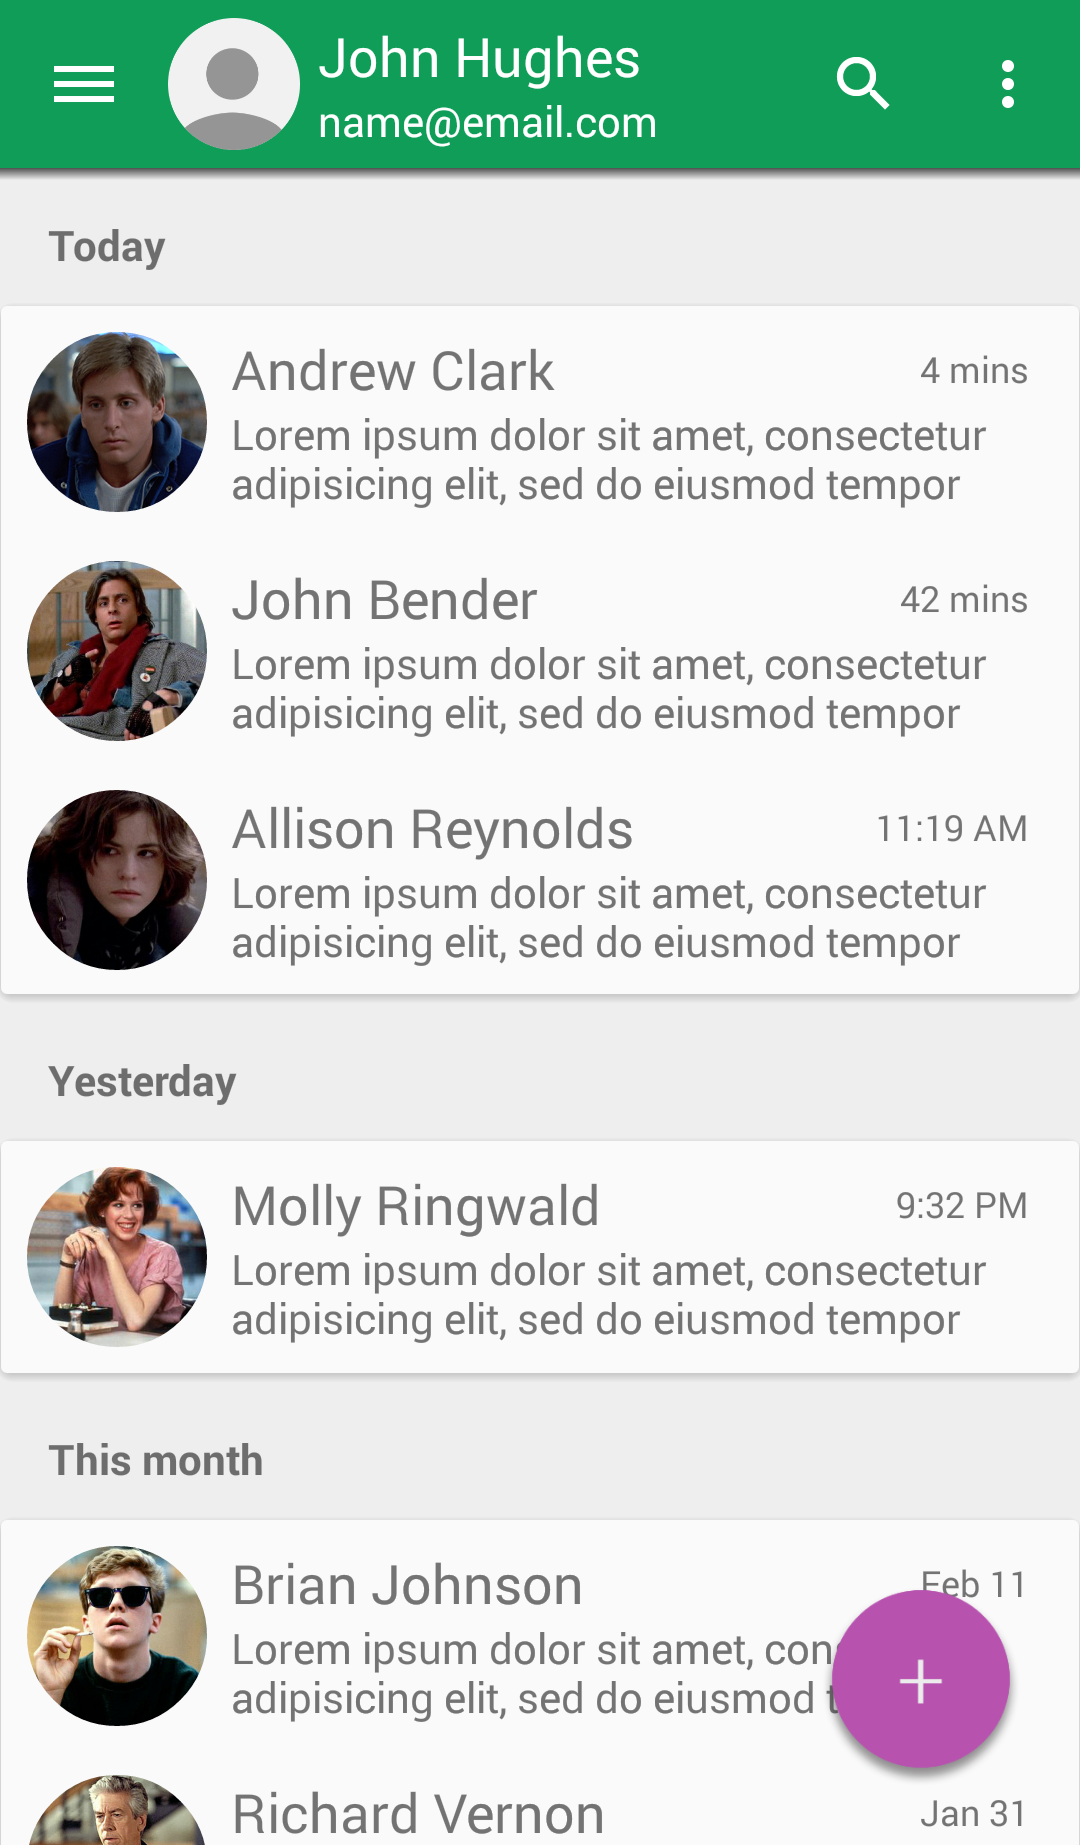 John Hughes
name@email.com
Today
Andrew Clark
4 mins
Lorem ipsum dolor sit amet, consectetur
adipisicing elit, sed do eiusmod tempor
John Bender
42 mins
Lorem ipsum dolor sit amet, consectetur
adipisicing elit, sed do eiusmod tempor
Allison Reynolds
11:19 AM
Lorem ipsum dolor sit amet, consectetur
adipisicing elit, sed do eiusmod tempor
Yesterday
Molly Ringwald
9:32 PM
Lorem ipsum dolor sit amet, consectetur
adipisicing elit, sed do eiusmod tempor
This month
Brian Johnson
Feb 11
Lorem ipsum dolor sit amet, con
adipisicing elit, sed do eiusmod t
Richard Vernon
Jan 31